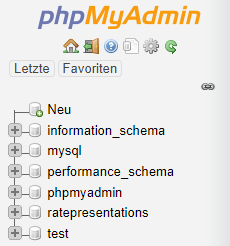 phpMyAdmin
Letzte Favoriten
Neu
information_schema
mysql
performance_schema
phpmyadmin
ratepresentations
test